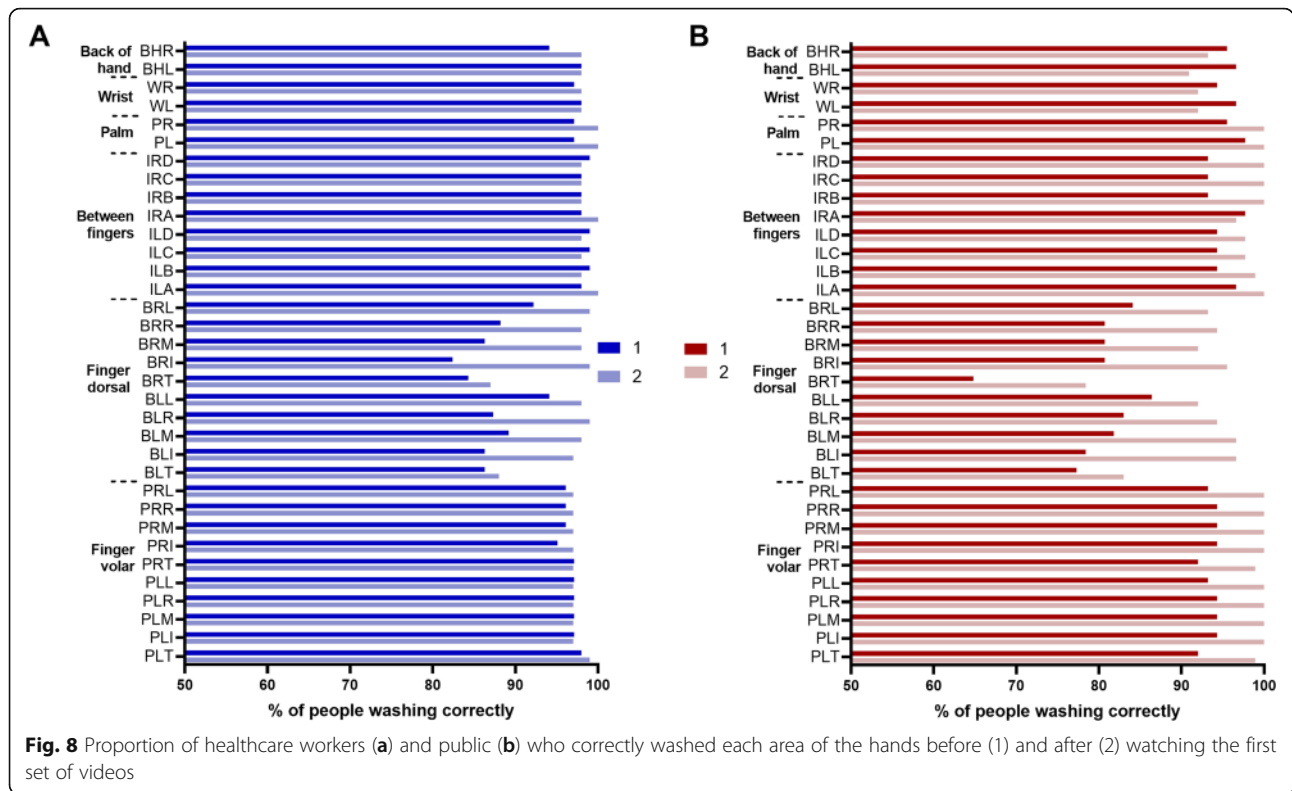 A
Back of
hand
BHR
BHL
Wrist
WR
WL
Palm
PR
PL
Between
fingers
IRD
IRC
IRB
IRA
ILD
ILC
ILB
ILA
Finger
dorsal
BRL
BRR
BRM
BRI
BRT
BLL
BLR
BLM
BLI
BLT
Finger
volar
PRL
PRR
PRM
PRI
PRT
PLL
PLR
PLM
PLI
PLT
50 60 70 80 90 100
% of people washing correctly
1
2
B
Back of
hand
BHR
BHL
Wrist
WR
WL
Palm
PR
PL
Between
fingers
IRD
IRC
IRB
IRA
ILD
ILC
ILB
ILA
Finger
dorsal
BRL
BRR
BRM
BRI
BRT
BLL
BLR
BLM
BLI
BLT
Finger
volar
PRL
PRR
PRM
PRI
PRT
PLL
PLR
PLM
PLI
PLT
50 60 70 80 90 100
% of people washing correctly
1
2
Fig. 8 Proportion of healthcare workers (a) and public (b) who correctly washed each area of the hands before (1) and after (2) watching the first
set of videos